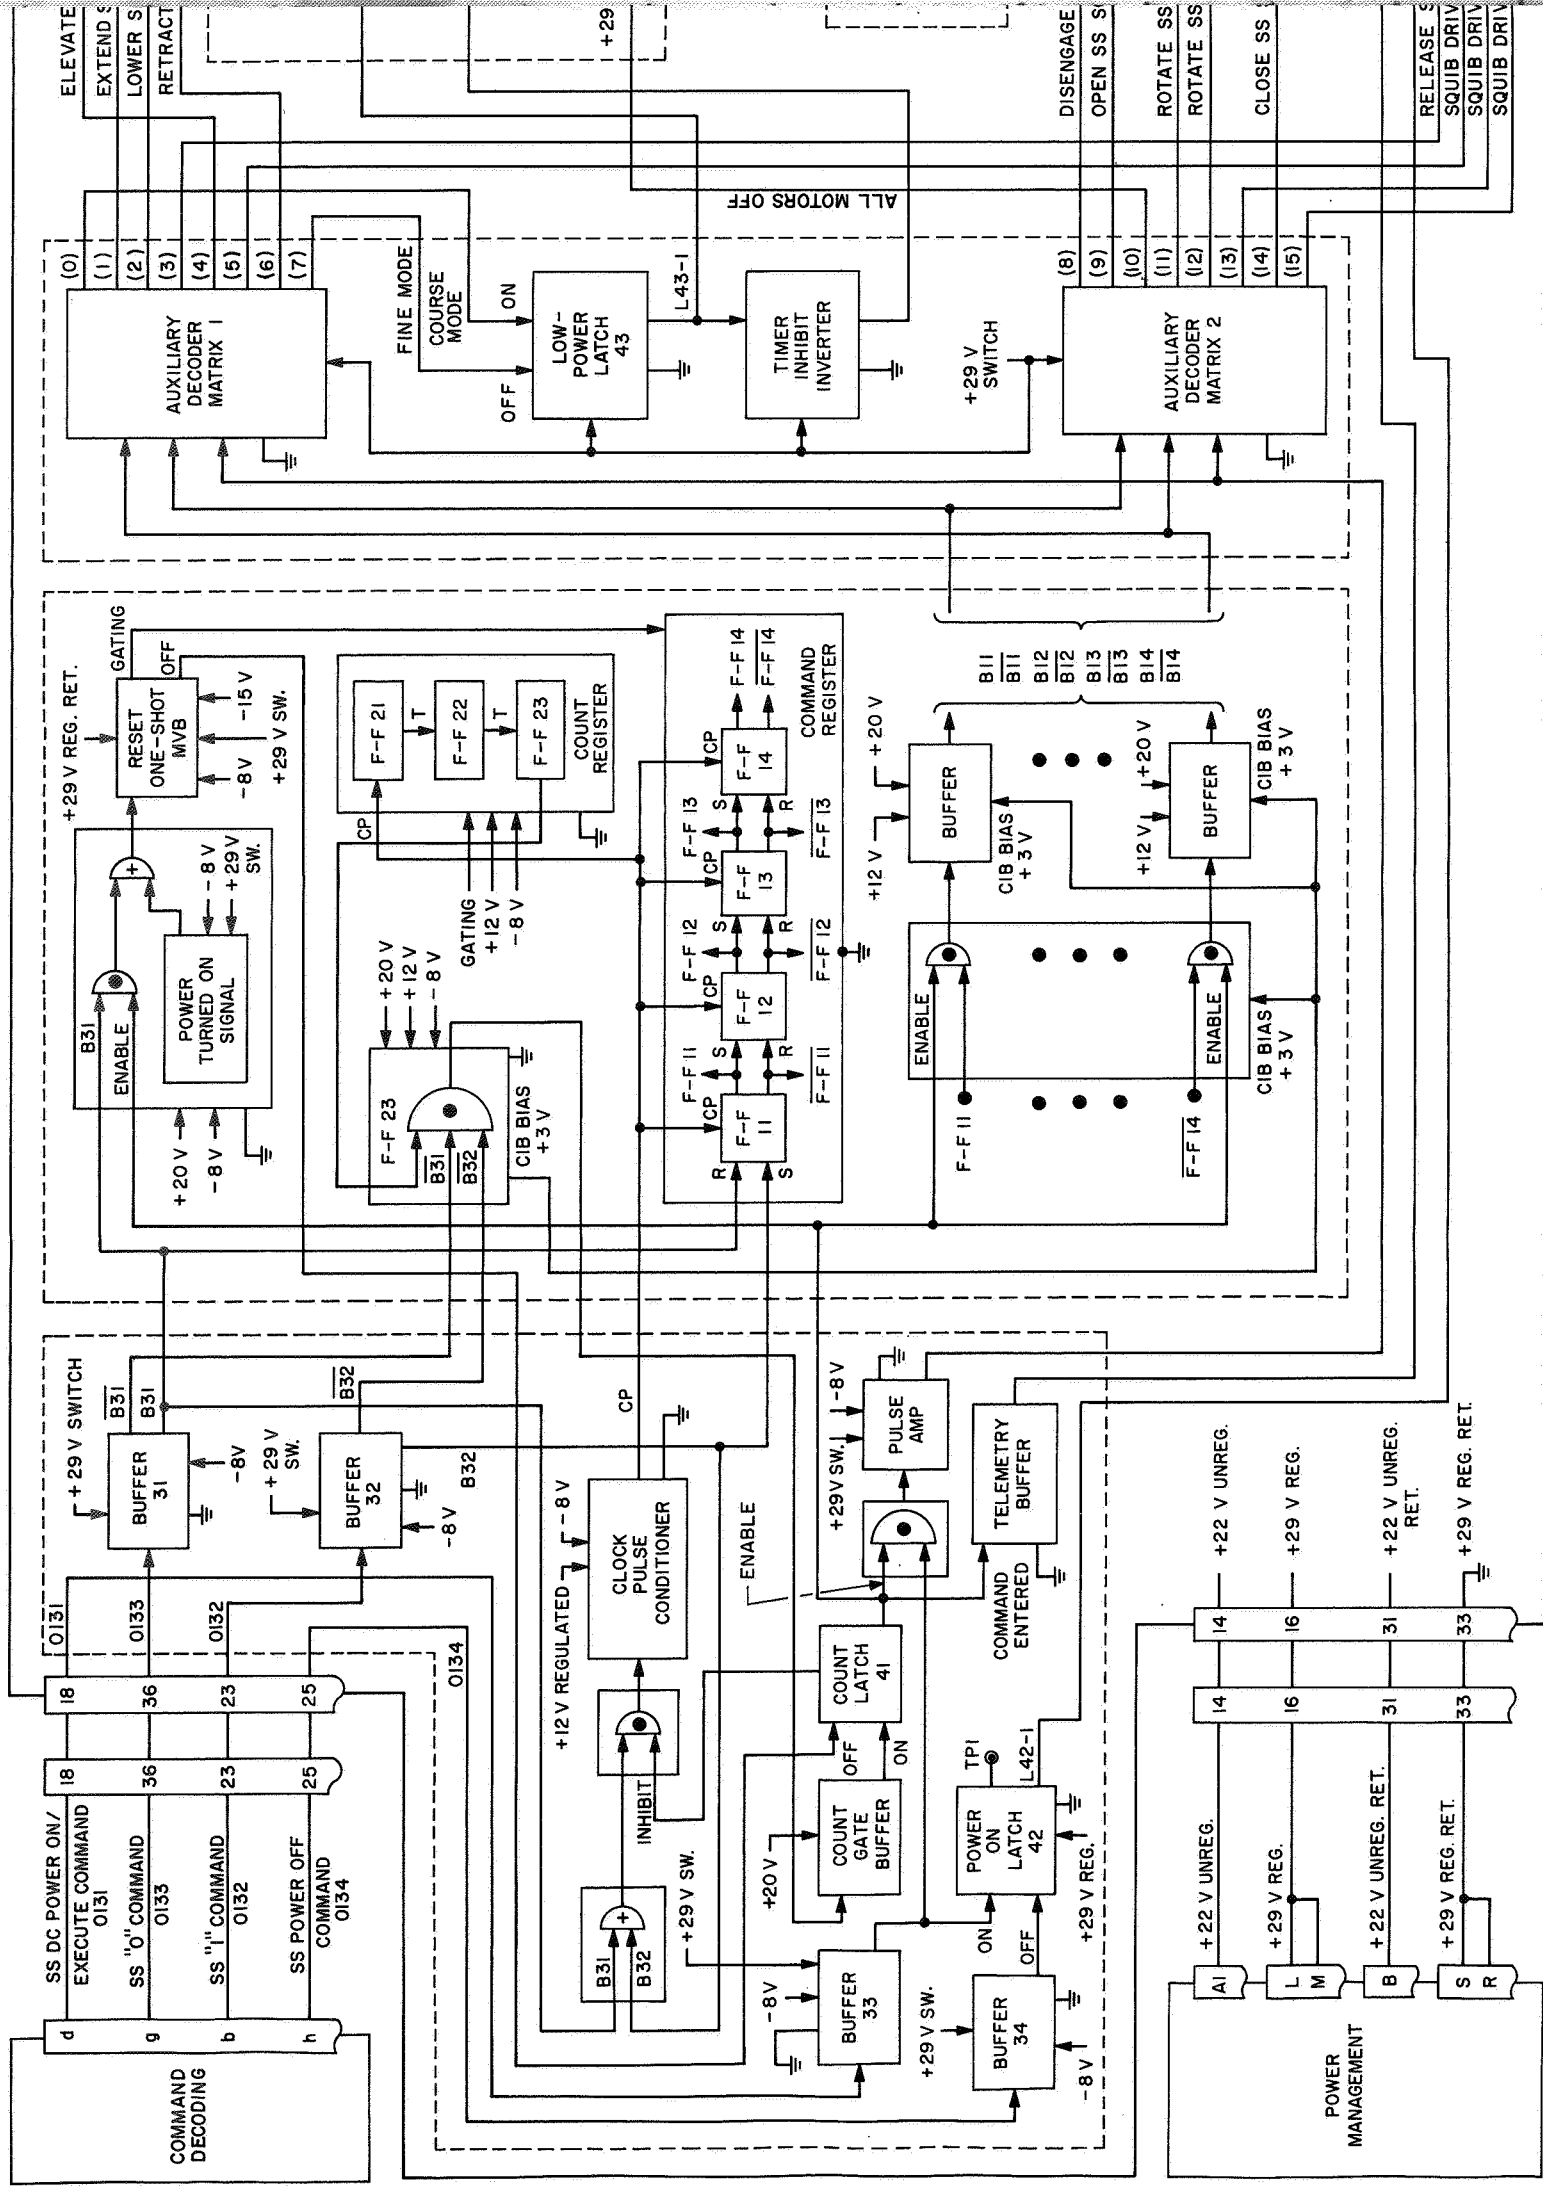 COMMAND
DECODING
d
g
b
h
SS DC POWER ON/
EXECUTE COMMAND
0131
SS "0" COMMAND
0133
SS "1" COMMAND
0132
SS POWER OFF
COMMAND
0134
18
36
23
25
18
36
23
25
0131
0133
0132
0134
+29 V SWITCH
BUFFER
31
B31
B31
-8V
+29 V
SW.
BUFFER
32
B32
B32
-8V
B31
B32
+
INHIBIT
+12 V REGULATED
-8 V
CLOCK
PULSE
CONDITIONER
CP
+29 V SW.
-8V
BUFFER
33
+29V SW.
BUFFER
34
-8V
+20 V
COUNT
GATE
BUFFER
OFF
ON
COUNT
LATCH
41
ENABLE
ON
OFF
POWER
ON
LATCH
42
+29 V REG.
TP1
L42-1
+29V SW.
-8V
PULSE
AMP
COMMAND
ENTERED
TELEMETRY
BUFFER
POWER
MANAGEMENT
A1
L
M
B
S
R
+22 V UNREG.
+29 V REG.
+22 V UNREG. RET.
+29 V REG. RET.
14
16
31
33
14
16
31
33
+22 V UNREG.
+29 V REG.
+22 V UNREG.
RET.
+29 V REG. RET.
B31
ENABLE
POWER
TURNED ON
SIGNAL
+20 V
-8 V
-8 V
+29 V
SW.
+
+29 V REG. RET.
RESET
ONE-SHOT
MVB
GATING
OFF
-8V
+29 V SW.
-15 V
F-F 23
B31
B32
+20 V
+12 V
-8 V
CIB BIAS
+3 V
CP
F-F 21
T
F-F 22
T
F-F 23
COUNT
REGISTER
GATING
+12 V
-8 V
R
S
F-F
11
CP
F-F 11
F-F 11
S
R
F-F
12
CP
F-F 12
F-F 12
S
R
F-F
13
CP
F-F 13
F-F 13
S
R
F-F
14
CP
F-F 14
F-F 14
COMMAND
REGISTER
F-F 11
F-F 14
ENABLE
ENABLE
CIB BIAS
+3 V
BUFFER
+12 V
+20 V
CIB BIAS
+3 V
BUFFER
+12 V
+20 V
CIB BIAS
+3 V
B11
B11
B12
B12
B13
B13
B14
B14
AUXILIARY
DECODER
MATRIX 1
(0)
(1)
(2)
(3)
(4)
(5)
(6)
(7)
FINE MODE
COURSE
MODE
OFF
ON
LOW-
POWER
LATCH
43
L43-1
TIMER
INHIBIT
INVERTER
+29 V
SWITCH
AUXILIARY
DECODER
MATRIX 2
(8)
(9)
(10)
(11)
(12)
(13)
(14)
(15)
ALL MOTORS OFF
ELEVATE
EXTEND S
LOWER S
RETRACT
+29
DISENGAGE
OPEN SS S
ROTATE SS
ROTATE SS
CLOSE SS
RELEASE S
SQUIB DRIV
SQUIB DRIV
SQUIB DRIV